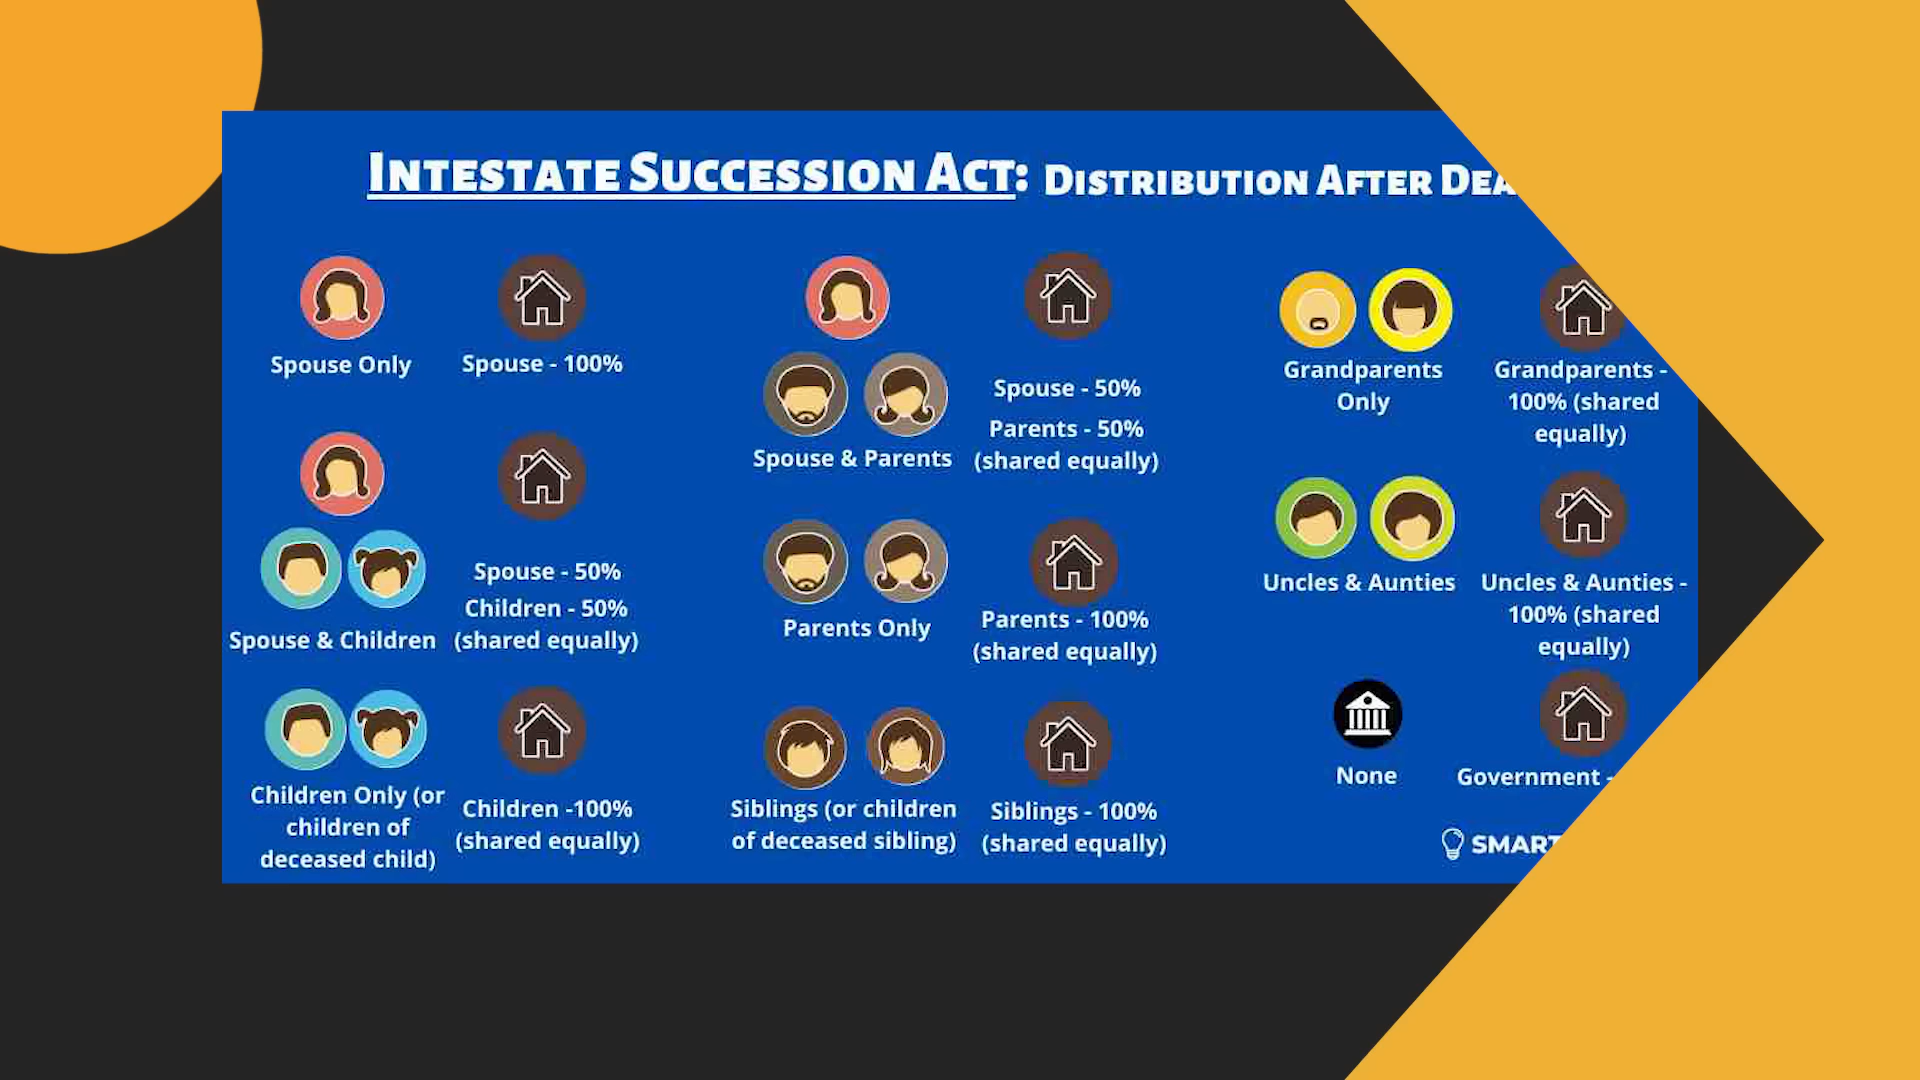 INTESTATE SUCCESSION ACT: DISTRIBUTION AFTER
Spouse Only
Spouse - 100%
Spouse & Children
Spouse - 50%
Children - 50%
(shared equally)
Children Only (or
children of
deceased child)
Children -100%
(shared equally)
Spouse & Parents
Spouse - 50%
Parents - 50%
(shared equally)
Parents Only
Parents - 100%
(shared equally)
Siblings (or children
of deceased sibling)
Siblings - 100%
(shared equally)
Grandparents
Only
Grandparents -
100% (shared
equally)
Uncles & Aunties
Uncles & Aunties -
100% (shared
equally)
None
Government -